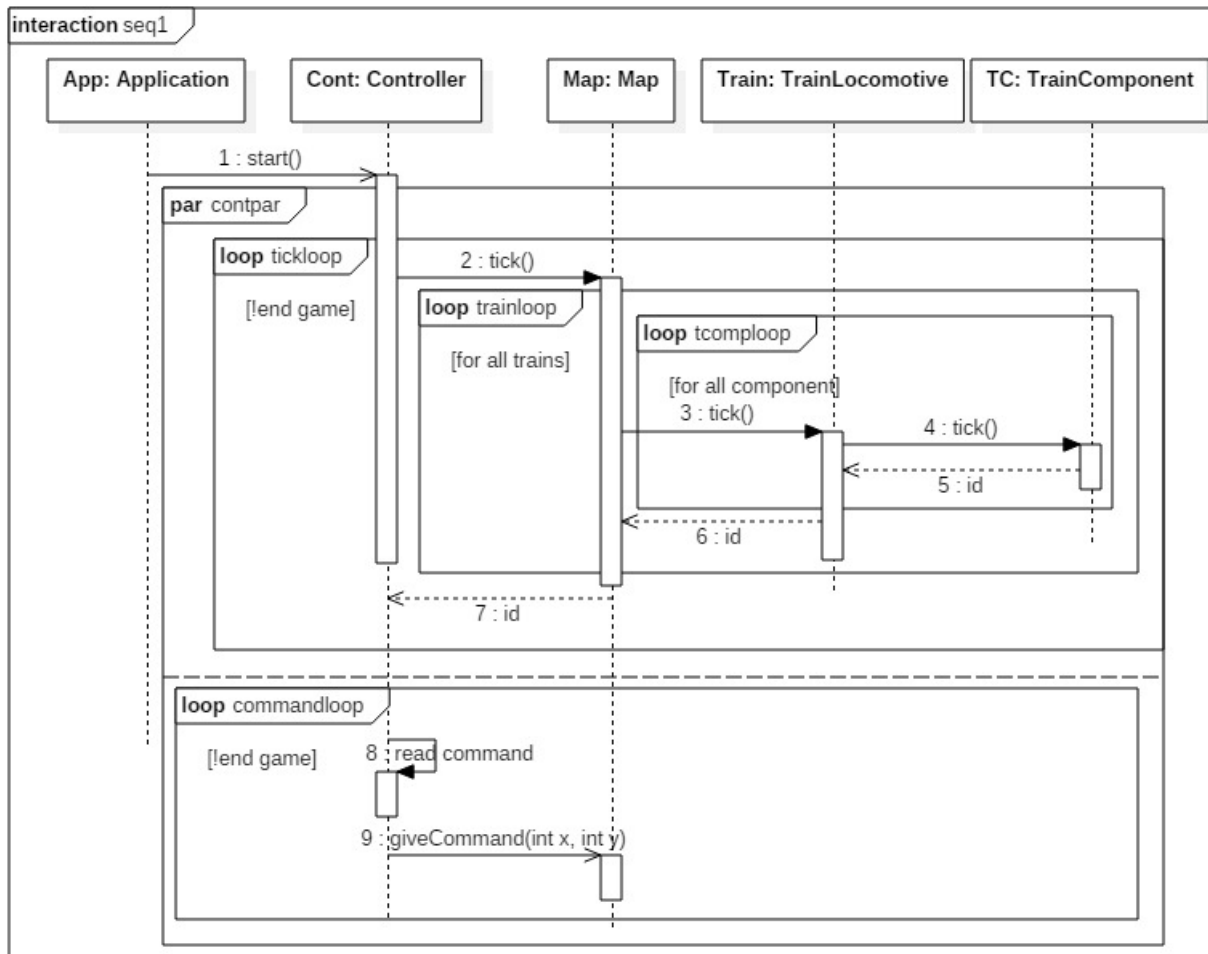 interaction seq1
App: Application
Cont: Controller
Map: Map
Train: TrainLocomotive
TC: TrainComponent
1 : start()
par contpar
loop tickloop
2 : tick()
[!end game]
loop trainloop
loop tcomploop
[for all trains]
[for all component]
3 : tick()
4 : tick()
5 : id
6 : id
7 : id
loop commandloop
[!end game]
8 : read command
9 : giveCommand(int x, int y)